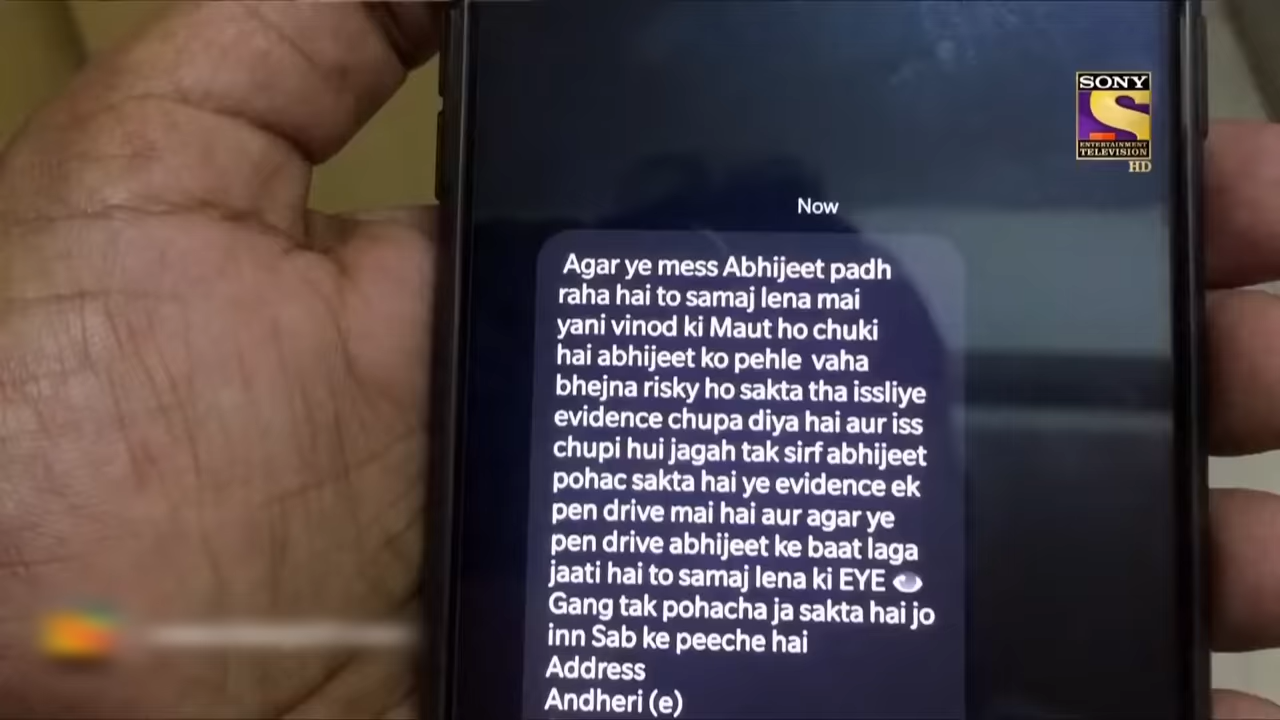 SONY
ENTERTAINMENT
TELEVISION
HD
Now
Agar ye mess Abhijeet padh
raha hai to samaj lena mai
yani vinod ki Maut ho chuki
hai abhijeet ko pehle vaha
bhejna risky ho sakta tha issliye
evidence chupa diya hai aur iss
chupi hui jagah tak sirf abhijeet
pohac sakta hai ye evidence ek
pen drive mai hai aur agar ye
pen drive abhijeet ke baat laga
jaati hai to samaj lena ki EYE 👁
Gang tak pohacha ja sakta hai jo
inn Sab ke peeche hai
Address
Andheri (e)